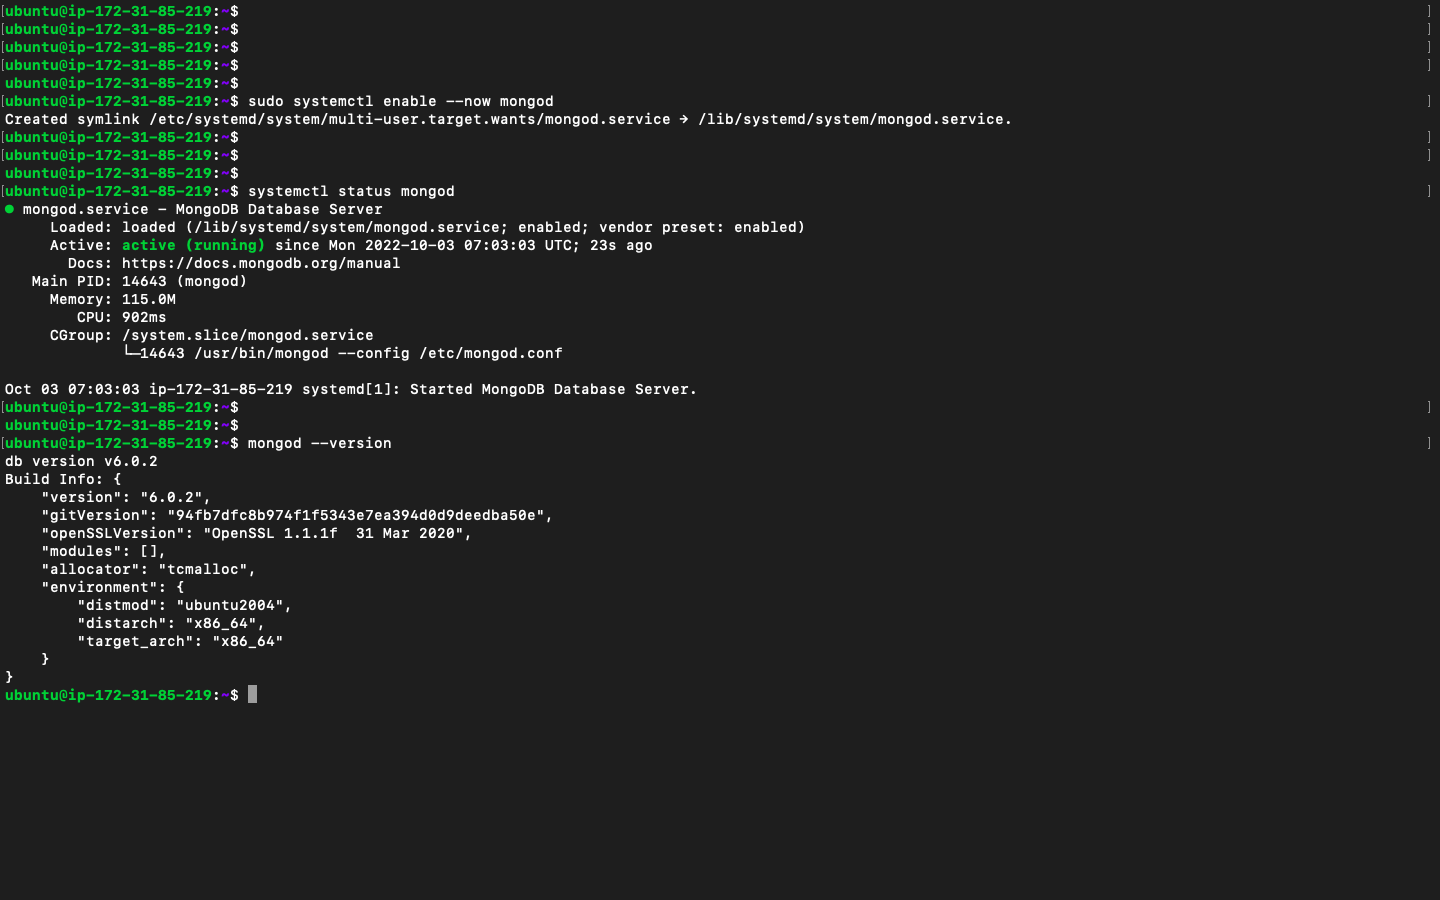 [ubuntu@ip-172-31-85-219:~$ ]
[ubuntu@ip-172-31-85-219:~$ ]
[ubuntu@ip-172-31-85-219:~$ ]
[ubuntu@ip-172-31-85-219:~$ ]
ubuntu@ip-172-31-85-219:~$
[ubuntu@ip-172-31-85-219:~$ sudo systemctl enable --now mongod ]
Created symlink /etc/systemd/system/multi-user.target.wants/mongod.service → /lib/systemd/system/mongod.service.
[ubuntu@ip-172-31-85-219:~$ ]
[ubuntu@ip-172-31-85-219:~$ ]
ubuntu@ip-172-31-85-219:~$
[ubuntu@ip-172-31-85-219:~$ systemctl status mongod ]
● mongod.service - MongoDB Database Server
     Loaded: loaded (/lib/systemd/system/mongod.service; enabled; vendor preset: enabled)
     Active: active (running) since Mon 2022-10-03 07:03:03 UTC; 23s ago
       Docs: https://docs.mongodb.org/manual
   Main PID: 14643 (mongod)
     Memory: 115.0M
        CPU: 902ms
     CGroup: /system.slice/mongod.service
             └─14643 /usr/bin/mongod --config /etc/mongod.conf
Oct 03 07:03:03 ip-172-31-85-219 systemd[1]: Started MongoDB Database Server.
[ubuntu@ip-172-31-85-219:~$ ]
ubuntu@ip-172-31-85-219:~$
[ubuntu@ip-172-31-85-219:~$ mongod --version ]
db version v6.0.2
Build Info: {
    "version": "6.0.2",
    "gitVersion": "94fb7dfc8b974f1f5343e7ea394d0d9deedba50e",
    "openSSLVersion": "OpenSSL 1.1.1f  31 Mar 2020",
    "modules": [],
    "allocator": "tcmalloc",
    "environment": {
        "distmod": "ubuntu2004",
        "distarch": "x86_64",
        "target_arch": "x86_64"
    }
}
ubuntu@ip-172-31-85-219:~$